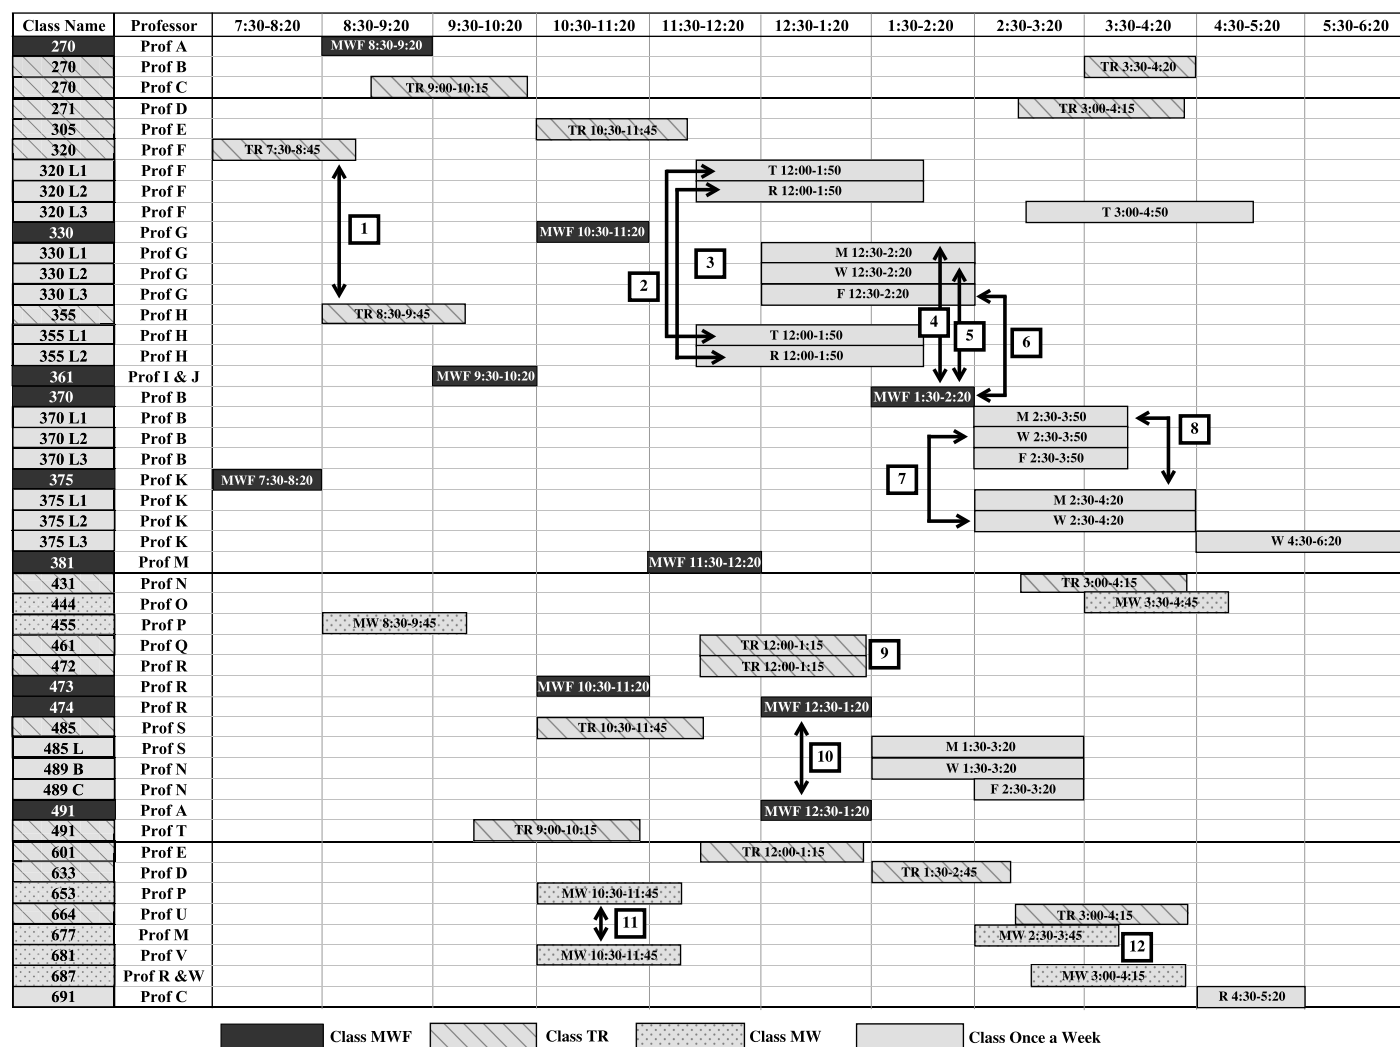 Class Name Professor 7:30-8:20 8:30-9:20 9:30-10:20 10:30-11:20 11:30-12:20 12:30-1:20 1:30-2:20 2:30-3:20 3:30-4:20 4:30-5:20 5:30-6:20
270 Prof A MWF 8:30-9:20
270 Prof B TR 3:30-4:20
270 Prof C TR 9:00-10:15
271 Prof D TR 3:00-4:15
305 Prof E TR 10:30-11:45
320 Prof F TR 7:30-8:45
320 L1 Prof F T 12:00-1:50
320 L2 Prof F R 12:00-1:50
320 L3 Prof F T 3:00-4:50
330 Prof G 1 MWF 10:30-11:20
330 L1 Prof G M 12:30-2:20
330 L2 Prof G 3 W 12:30-2:20
330 L3 Prof G 2 F 12:30-2:20
355 Prof H TR 8:30-9:45
355 L1 Prof H T 12:00-1:50 4 5 6
355 L2 Prof H R 12:00-1:50
361 Prof I & J MWF 9:30-10:20
370 Prof B MWF 1:30-2:20
370 L1 Prof B M 2:30-3:50 8
370 L2 Prof B W 2:30-3:50
370 L3 Prof B F 2:30-3:50
375 Prof K MWF 7:30-8:20 7
375 L1 Prof K M 2:30-4:20
375 L2 Prof K W 2:30-4:20
375 L3 Prof K W 4:30-6:20
381 Prof M MWF 11:30-12:20
431 Prof N TR 3:00-4:15
444 Prof O MW 3:30-4:45
455 Prof P MW 8:30-9:45
461 Prof Q TR 12:00-1:15 9
472 Prof R TR 12:00-1:15
473 Prof R MWF 10:30-11:20
474 Prof R MWF 12:30-1:20
485 Prof S TR 10:30-11:45
485 L Prof S 10 M 1:30-3:20
489 B Prof N W 1:30-3:20
489 C Prof N F 2:30-3:20
491 Prof A MWF 12:30-1:20
491 Prof T TR 9:00-10:15
601 Prof E TR 12:00-1:15
633 Prof D TR 1:30-2:45
653 Prof P MW 10:30-11:45
664 Prof U 11 TR 3:00-4:15
677 Prof M MW 2:30-3:45 12
681 Prof V MW 10:30-11:45
687 Prof R &W MW 3:00-4:15
691 Prof C R 4:30-5:20
Class MWF Class TR Class MW Class Once a Week